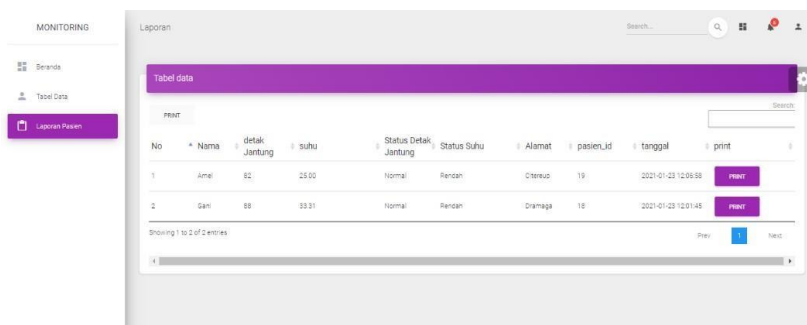 MONITORING
Laporan
Search...
Beranda
Tabel Data
Laporan Pasien
Tabel data
PRINT
Search:
No Nama detak Jantung suhu Status Detak Jantung Status Suhu Alamat pasien_id tanggal print
1 Amel 82 25.00 Normal Rendah Citereup 19 2021-01-23 12:05:58 PRINT
2 Gani 88 33.31 Normal Rendah Dramaga 18 2021-01-23 12:01:45 PRINT
Showing 1 to 2 of 2 entries
Prev 1 Next